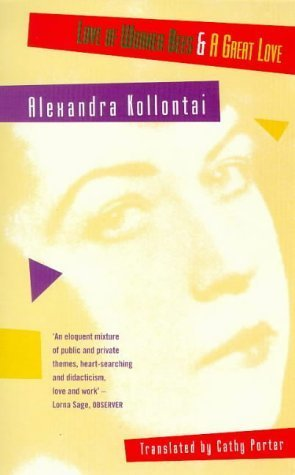 LOVE OF WORKER BEES & A GREAT LOVE
Alexandra Kollontai
'An eloquent mixture
of public and private
themes, heart-searching
and didacticism,
love and work' –
Lorna Sage, OBSERVER
Translated by Cathy Porter